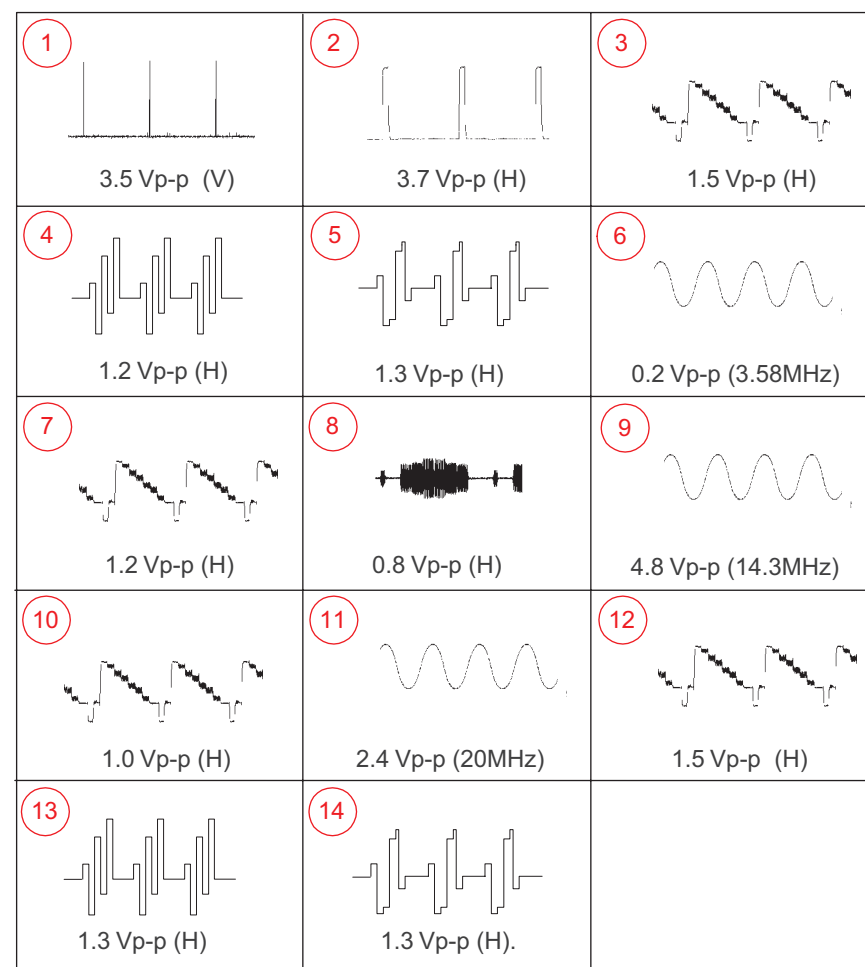 1
2
3
3.5 Vp-p (V)
3.7 Vp-p (H)
1.5 Vp-p (H)
4
5
6
1.2 Vp-p (H)
1.3 Vp-p (H)
0.2 Vp-p (3.58MHz)
7
8
9
1.2 Vp-p (H)
0.8 Vp-p (H)
4.8 Vp-p (14.3MHz)
10
11
12
1.0 Vp-p (H)
2.4 Vp-p (20MHz)
1.5 Vp-p (H)
13
14
1.3 Vp-p (H)
1.3 Vp-p (H).